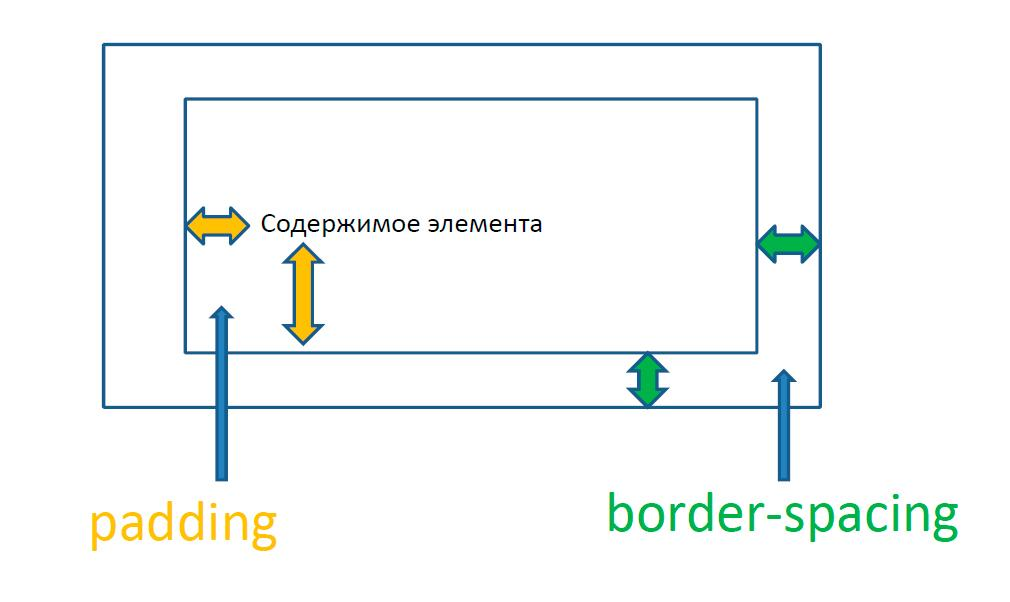 Содержимое элемента
padding
border-spacing